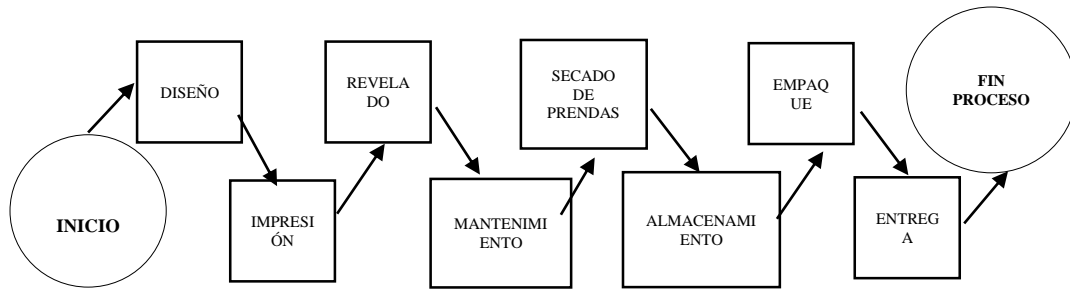 INICIO
DISEÑO
IMPRESI
ÓN
REVELA
DO
MANTENIMI
ENTO
SECADO
DE
PRENDAS
ALMACENAMI
ENTO
EMPAQ
UE
ENTREG
A
FIN
PROCESO